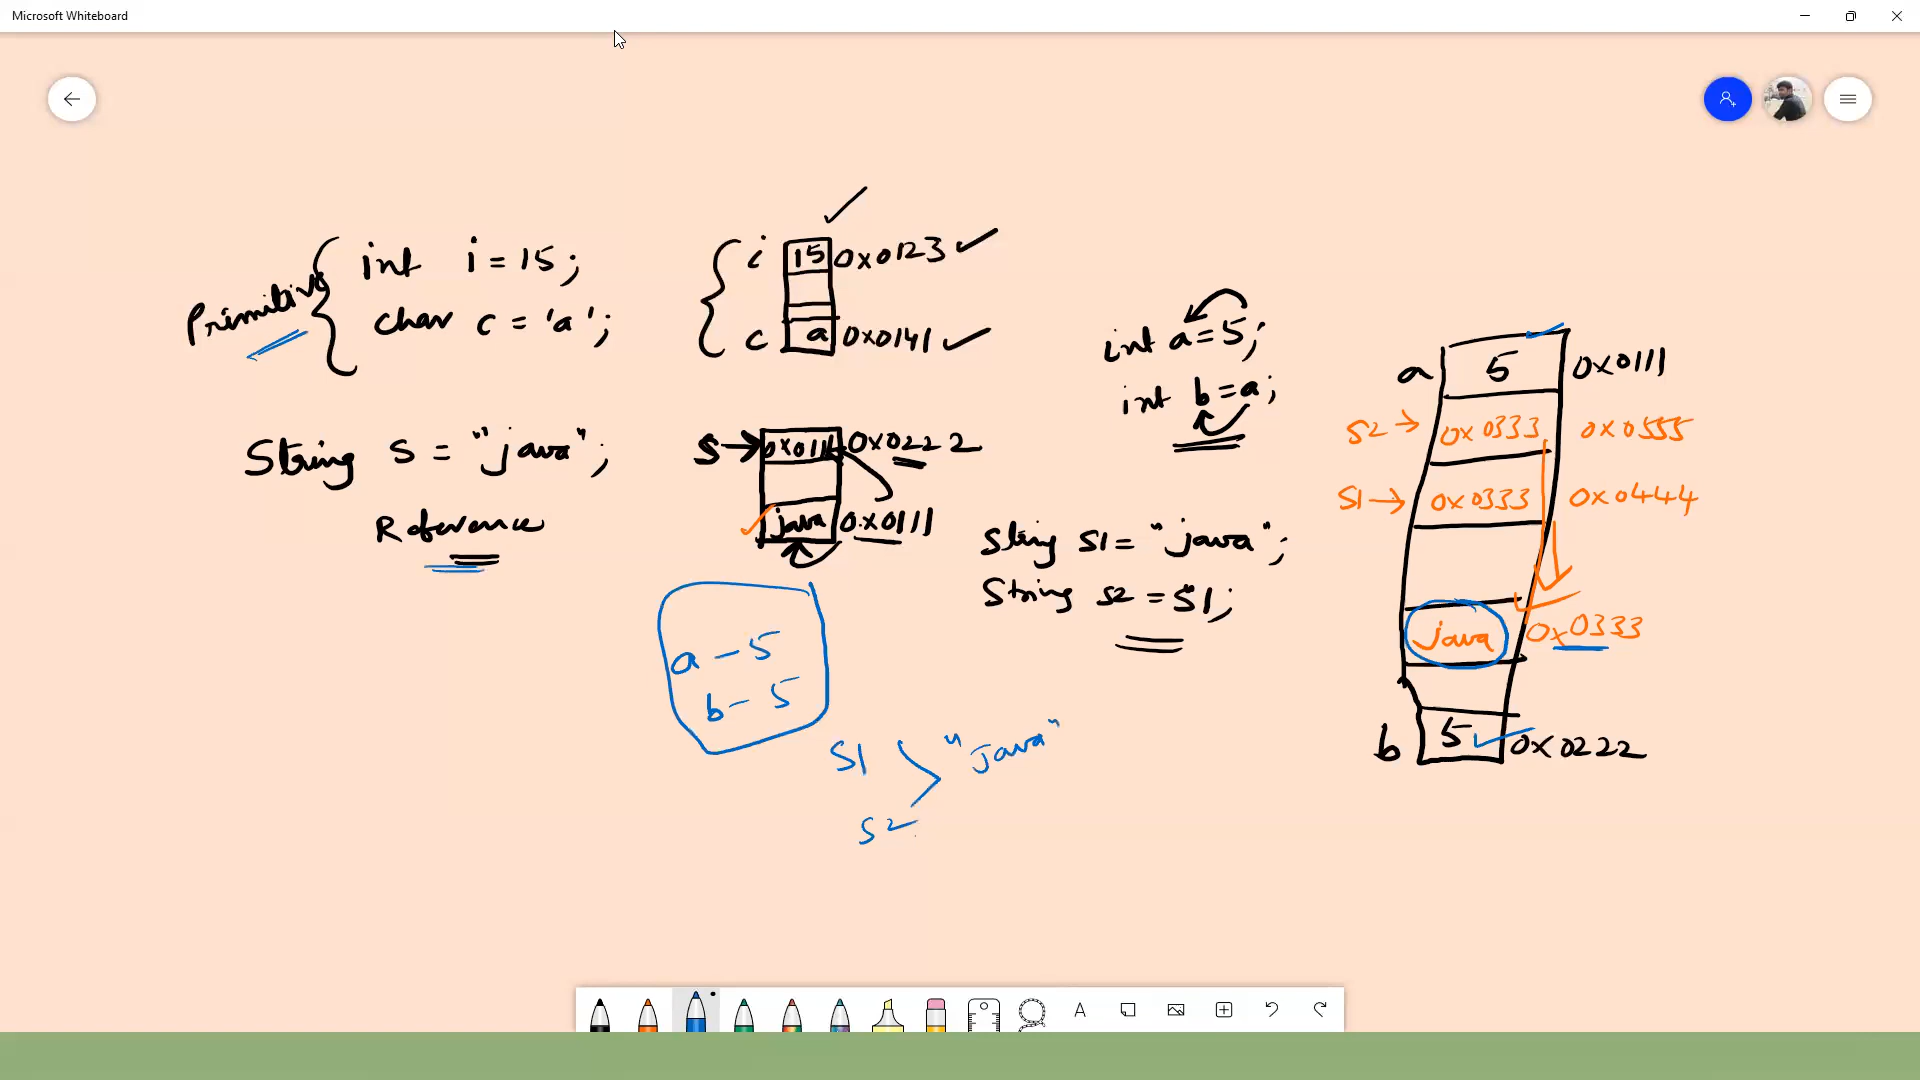 Microsoft Whiteboard
Primitive
int i = 15;
char c = 'a';
i 15 0x0123
c a 0x0141
String s = "java";
Reference
S 0x0111 0x0222
java 0x0111
int a = 5;
int b = a;
String S1 = "java";
String s2 = S1;
a - 5
b - 5
S1
"java"
S2
a 5 0x0111
S2 0x0333 0x0555
S1 0x0333 0x0444
java 0x0333
b 5 0x0222
A